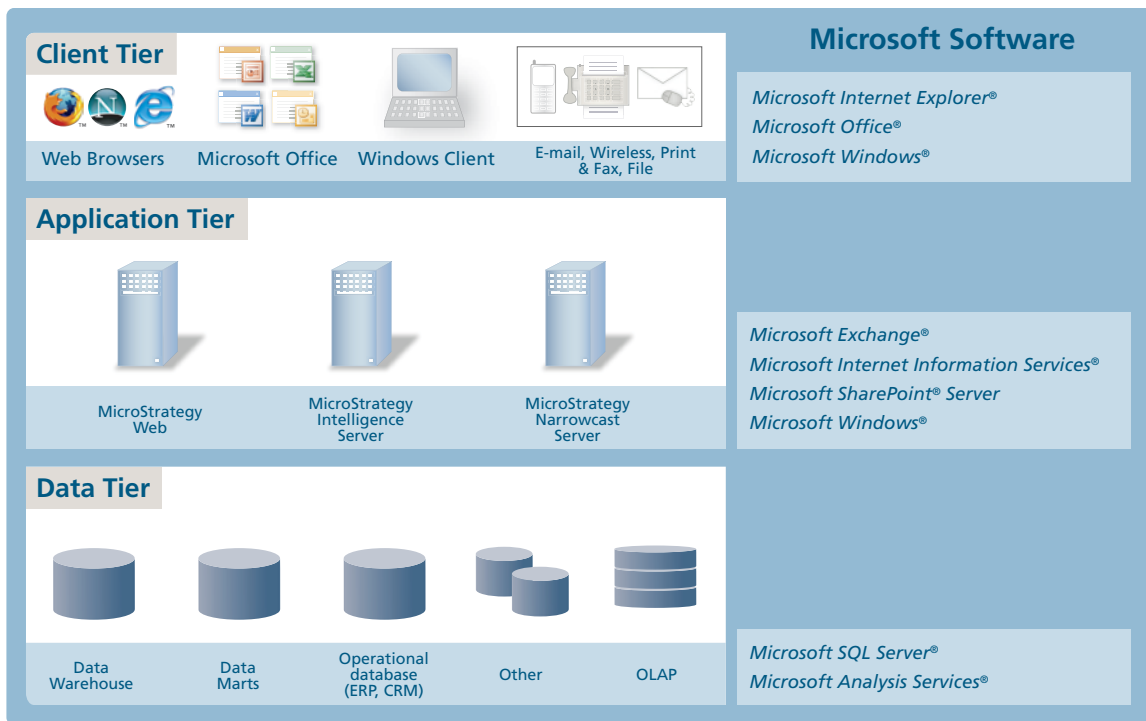 Client Tier
Web Browsers
Microsoft Office
Windows Client
E-mail, Wireless, Print
& Fax, File
Microsoft Software
Microsoft Internet Explorer®
Microsoft Office®
Microsoft Windows®
Application Tier
MicroStrategy
Web
MicroStrategy
Intelligence
Server
MicroStrategy
Narrowcast
Server
Microsoft Exchange®
Microsoft Internet Information Services®
Microsoft SharePoint® Server
Microsoft Windows®
Data Tier
Data
Warehouse
Data
Marts
Operational
database
(ERP, CRM)
Other
OLAP
Microsoft SQL Server®
Microsoft Analysis Services®